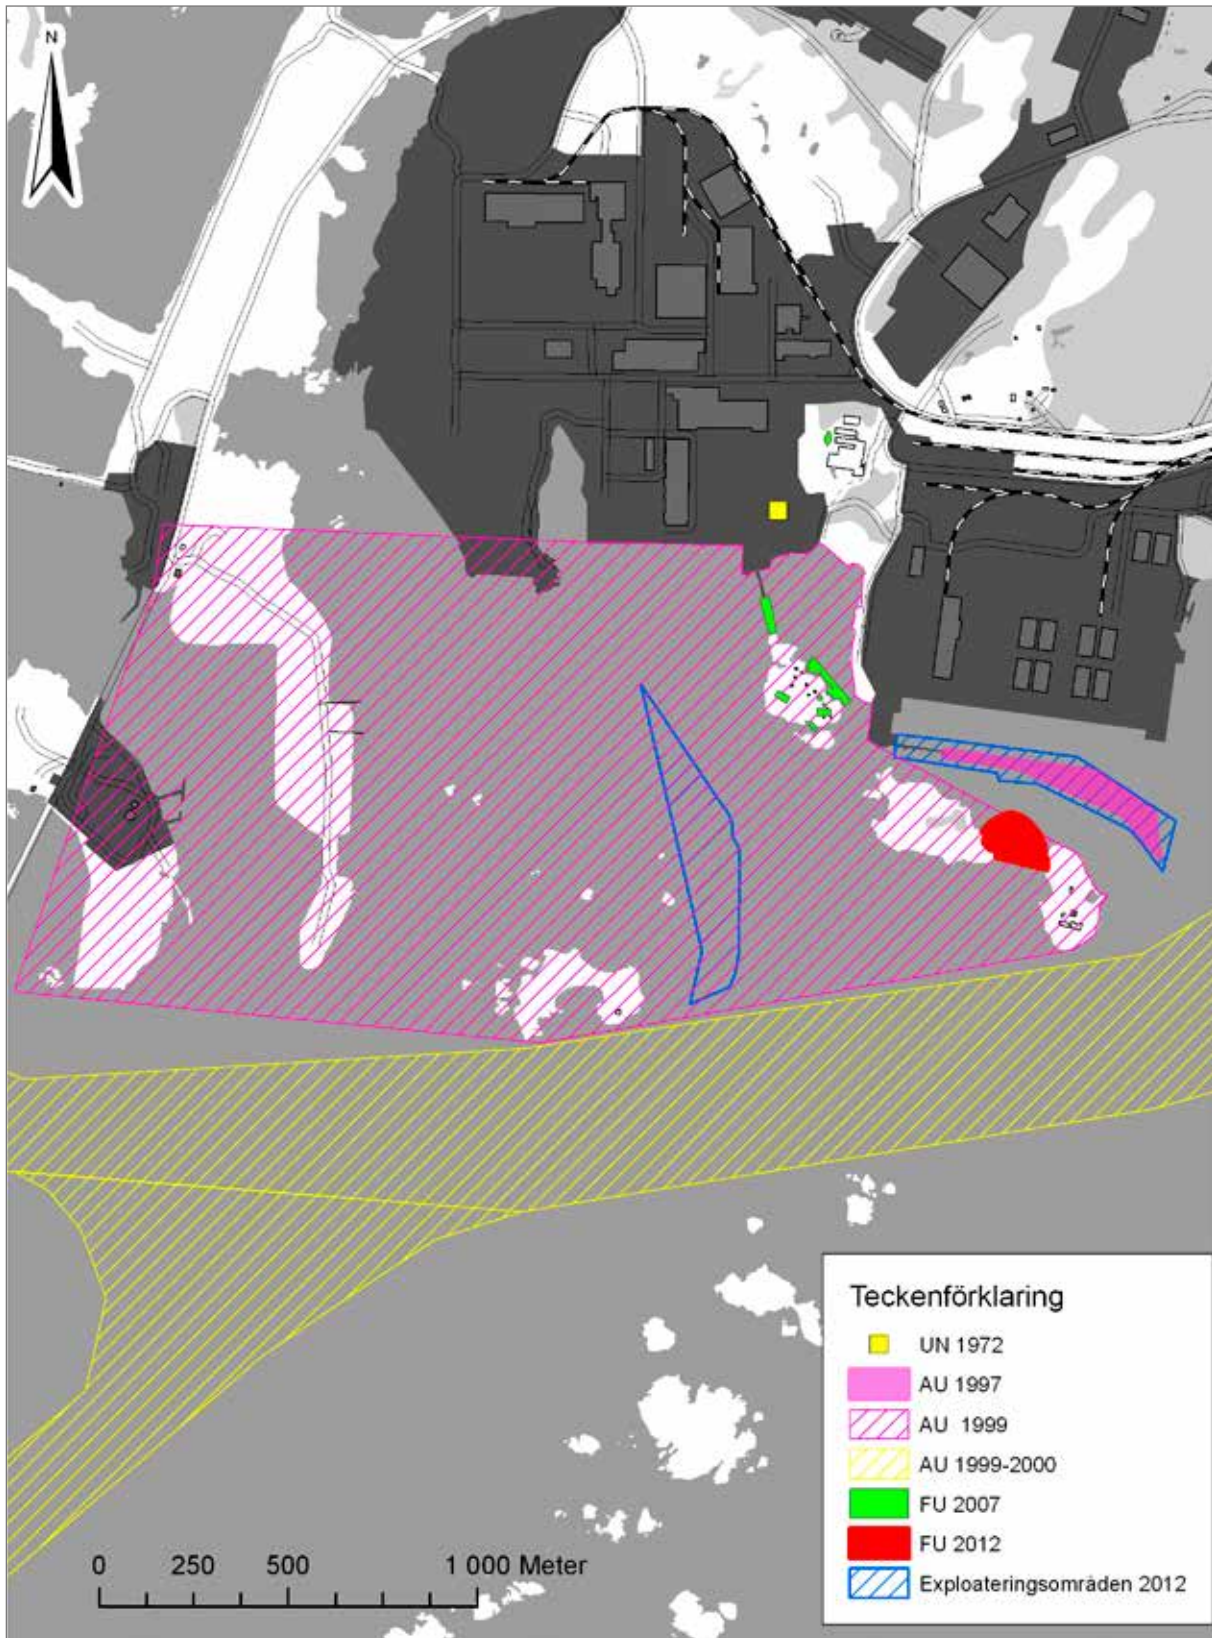 N
Teckenförklaring
UN 1972
AU 1997
AU 1999
AU 1999-2000
FU 2007
FU 2012
Exploateringsområden 2012
0 250 500 1 000 Meter